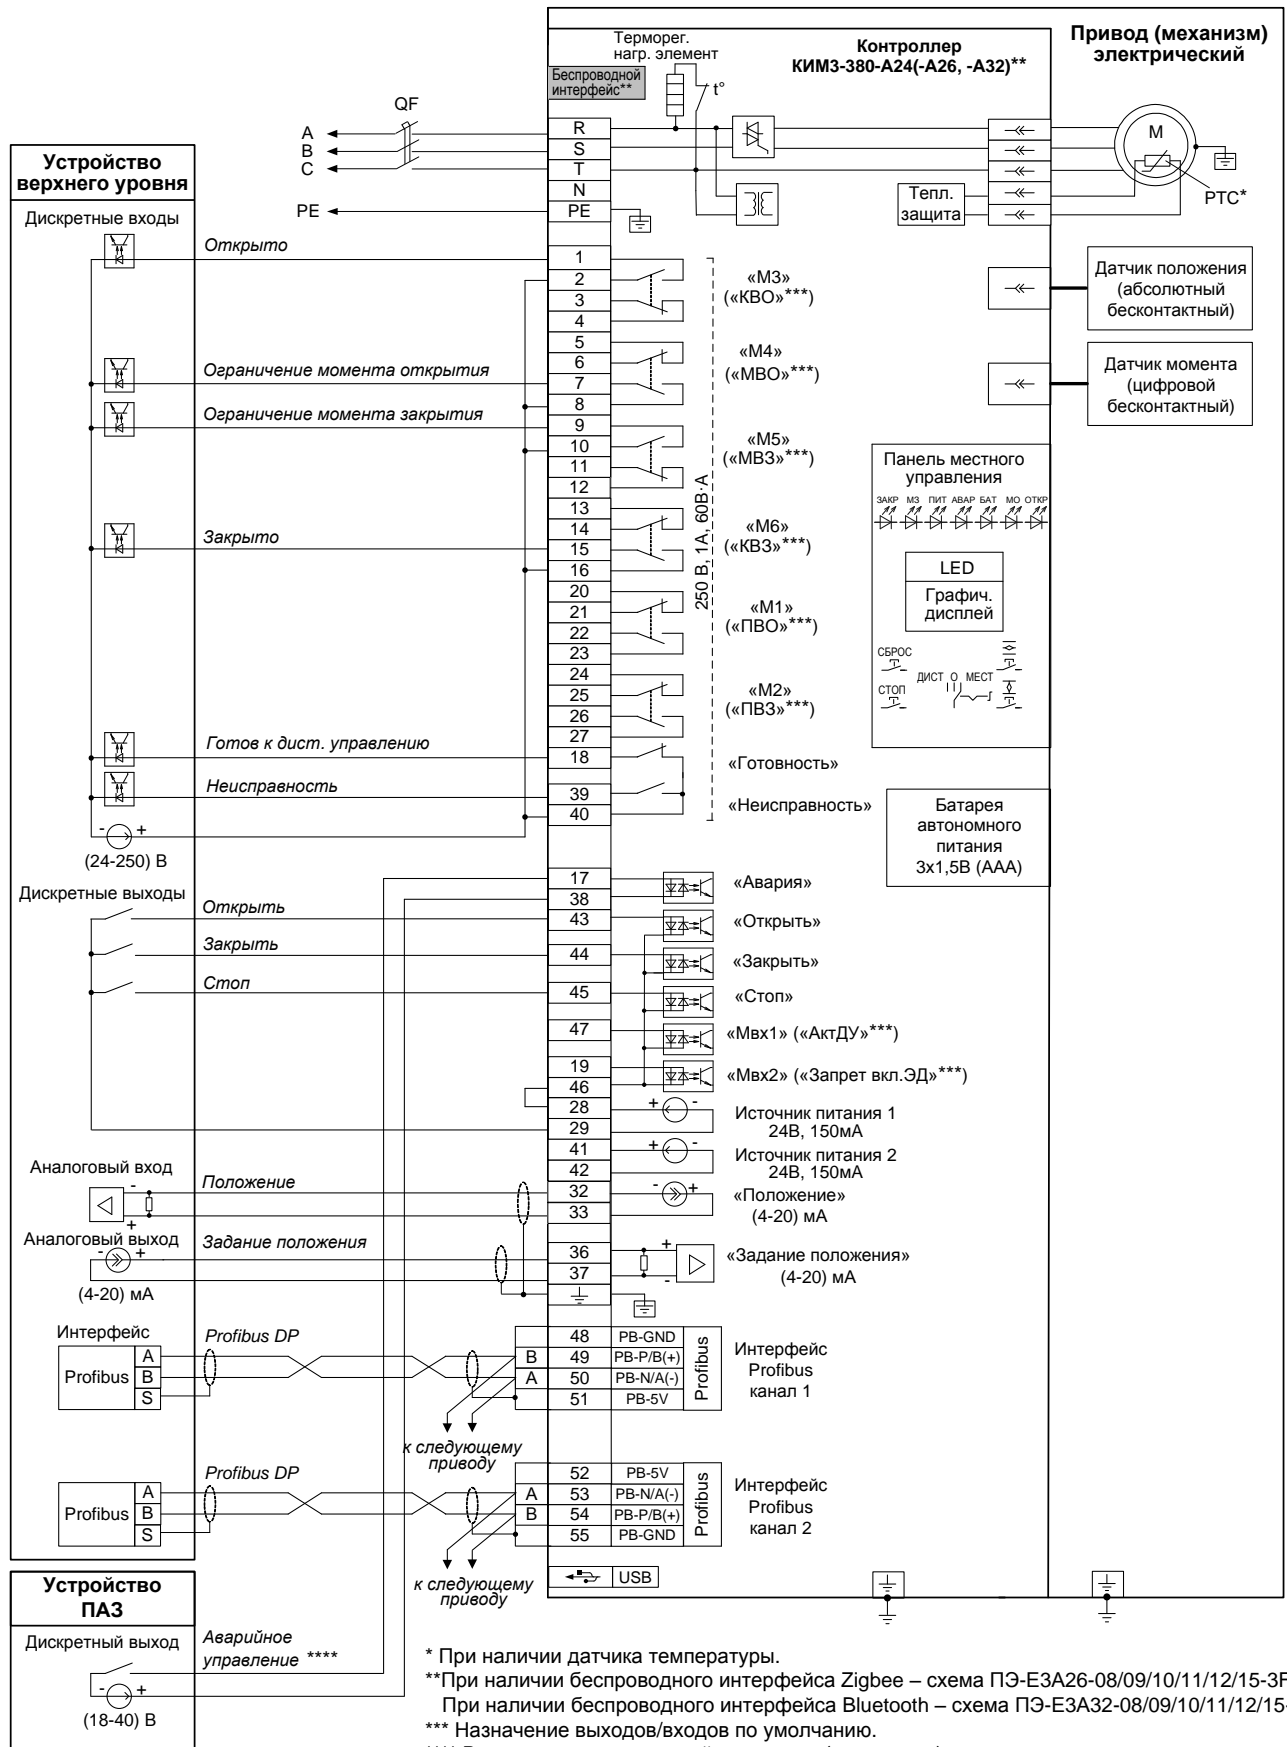 Привод (механизм)
электрический
Контроллер
КИМ3-380-А24(-А26, -А32)**
Терморег.
нагр. элемент
Беспроводной
интерфейс**
t°
QF
A
B
C
PE
R
S
T
N
PE
Тепл.
защита
M
PTC*
Устройство
верхнего уровня
Дискретные входы
Открыто
1
2
3
4
«М3»
(«КВО»***)
Датчик положения
(абсолютный
бесконтактный)
Ограничение момента открытия
5
6
7
8
«М4»
(«МВО»***)
Датчик момента
(цифровой
бесконтактный)
Ограничение момента закрытия
9
10
11
12
«М5»
(«МВЗ»***)
Закрыто
13
14
15
16
«М6»
(«КВЗ»***)
20
21
22
23
«М1»
(«ПВО»***)
24
25
26
27
«М2»
(«ПВЗ»***)
250 В, 1А, 60В·А
Панель местного
управления
ЗАКР МЗ ПИТ АВАР БАТ МО ОТКР
LED
Графич.
дисплей
СБРОС
СТОП
ДИСТ О МЕСТ
Готов к дист. управлению
18
«Готовность»
Неисправность
39
40
«Неисправность»
- +
(24-250) В
Батарея
автономного
питания
3х1,5В (ААА)
Дискретные выходы
17
38
«Авария»
Открыть
43
«Открыть»
Закрыть
44
«Закрыть»
Стоп
45
«Стоп»
47
«Мвх1» («АктДУ»***)
19
46
«Мвх2» («Запрет вкл.ЭД»***)
28
29
+ -
Источник питания 1
24В, 150мА
41
42
+ -
Источник питания 2
24В, 150мА
Аналоговый вход
-
+
Положение
32
33
- +
«Положение»
(4-20) мА
Аналоговый выход
- +
(4-20) мА
Задание положения
36
37
+
-
«Задание положения»
(4-20) мА
Интерфейс
Profibus
A
B
S
Profibus DP
B
A
48 PB-GND
49 PB-P/B(+)
50 PB-N/A(-)
51 PB-5V
Profibus
Интерфейс
Profibus
канал 1
к следующему
приводу
Profibus
A
B
S
Profibus DP
A
B
52 PB-5V
53 PB-N/A(-)
54 PB-P/B(+)
55 PB-GND
Profibus
Интерфейс
Profibus
канал 2
к следующему
приводу
USB
Устройство
ПАЗ
Дискретный выход
Аварийное
управление ****
- +
(18-40) В
* При наличии датчика температуры.
**При наличии беспроводного интерфейса Zigbee – схема ПЭ-Е3А26-08/09/10/11/12/15-3
При наличии беспроводного интерфейса Bluetooth – схема ПЭ-Е3А32-08/09/10/11/12/15-
*** Назначение выходов/входов по умолчанию.